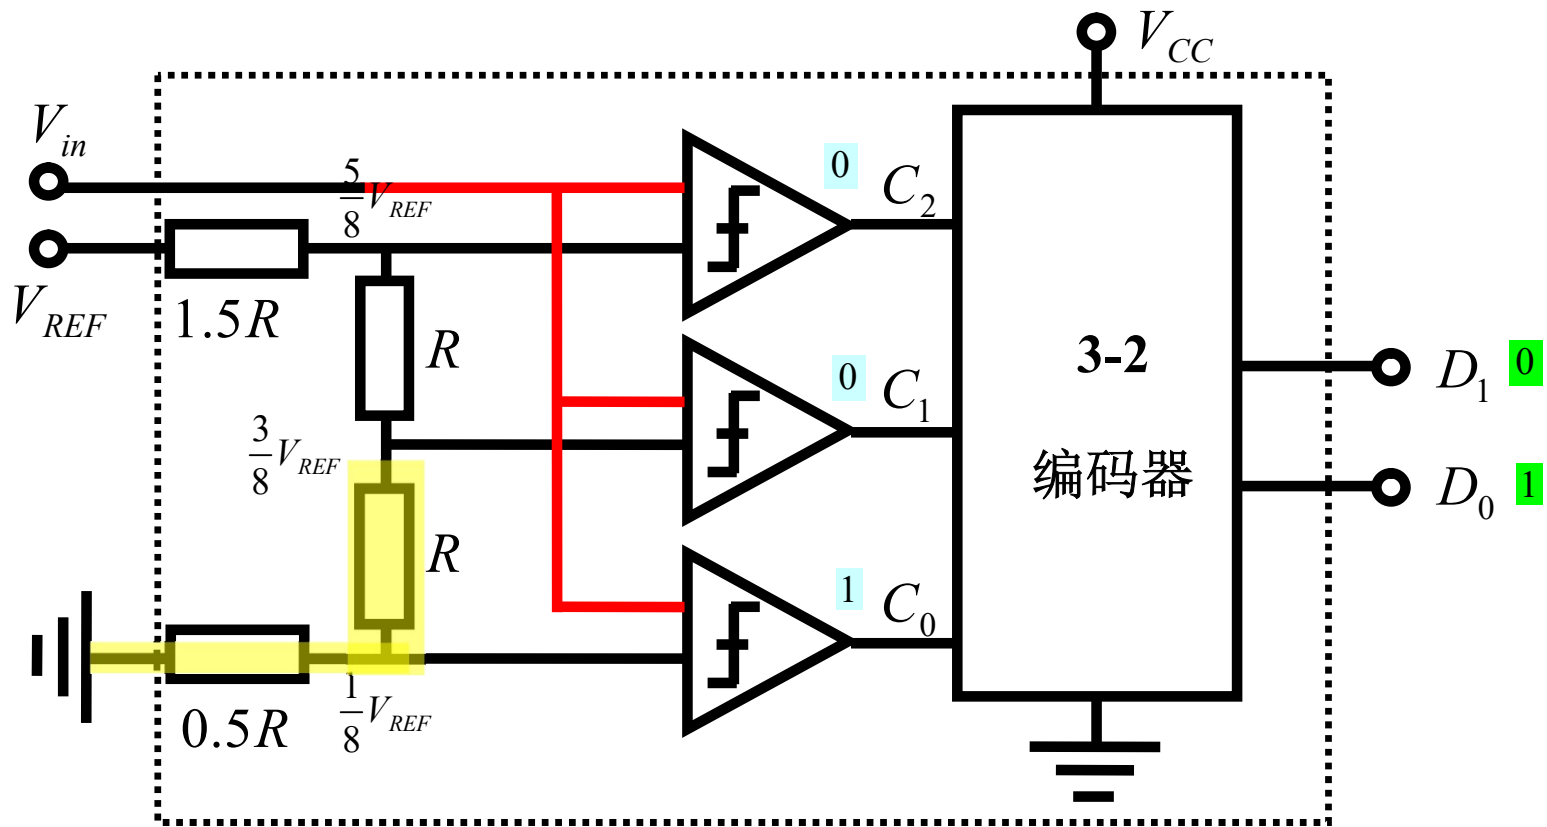 V_CC
V_in
5/8 V_REF
0
C_2
V_REF
1.5R
R
3-2
0
C_1
D_1 0
3/8 V_REF
编码器
D_0 1
R
1
C_0
0.5R
1/8 V_REF